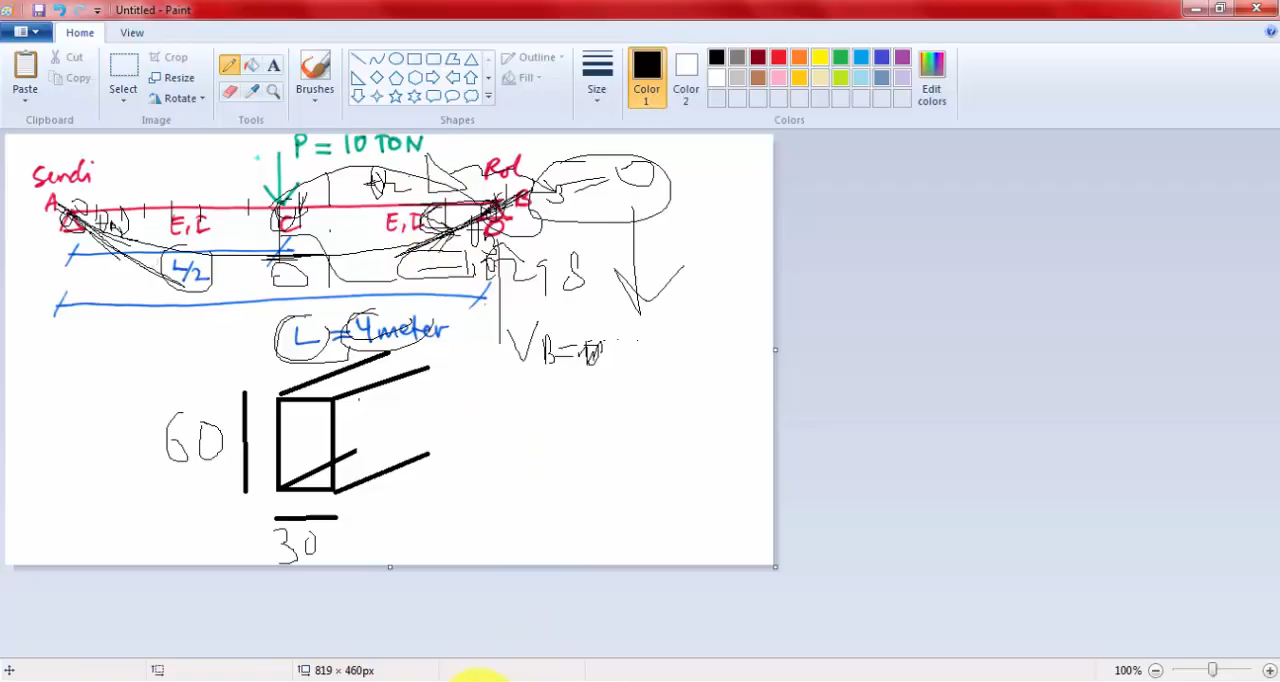 Untitled - Paint
Home
View
Paste
Cut
Copy
Clipboard
Select
Crop
Resize
Rotate
Image
A
Tools
Brushes
Outline
Fill
Shapes
Size
Color 1
Color 2
Edit colors
Colors
P = 10 TON
Sendi
Rol
A
E, I
C
E, I
B
L/2
L = 4 meter
V B =
60
30
819 × 460px
100%